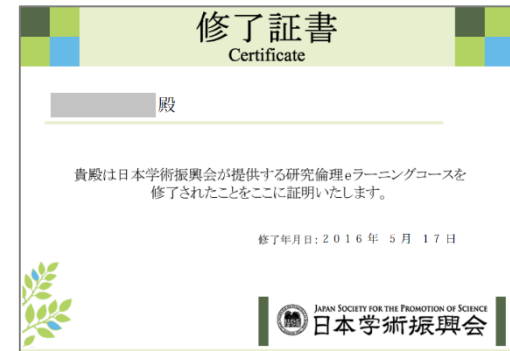 修了証書
Certificate
殿
貴殿は日本学術振興会が提供する研究倫理eラーニングコースを
修了されたことをここに証明いたします。
修了年月日:2016年 5月 17日
JAPAN SOCIETY FOR THE PROMOTION OF SCIENCE
日本学術振興会